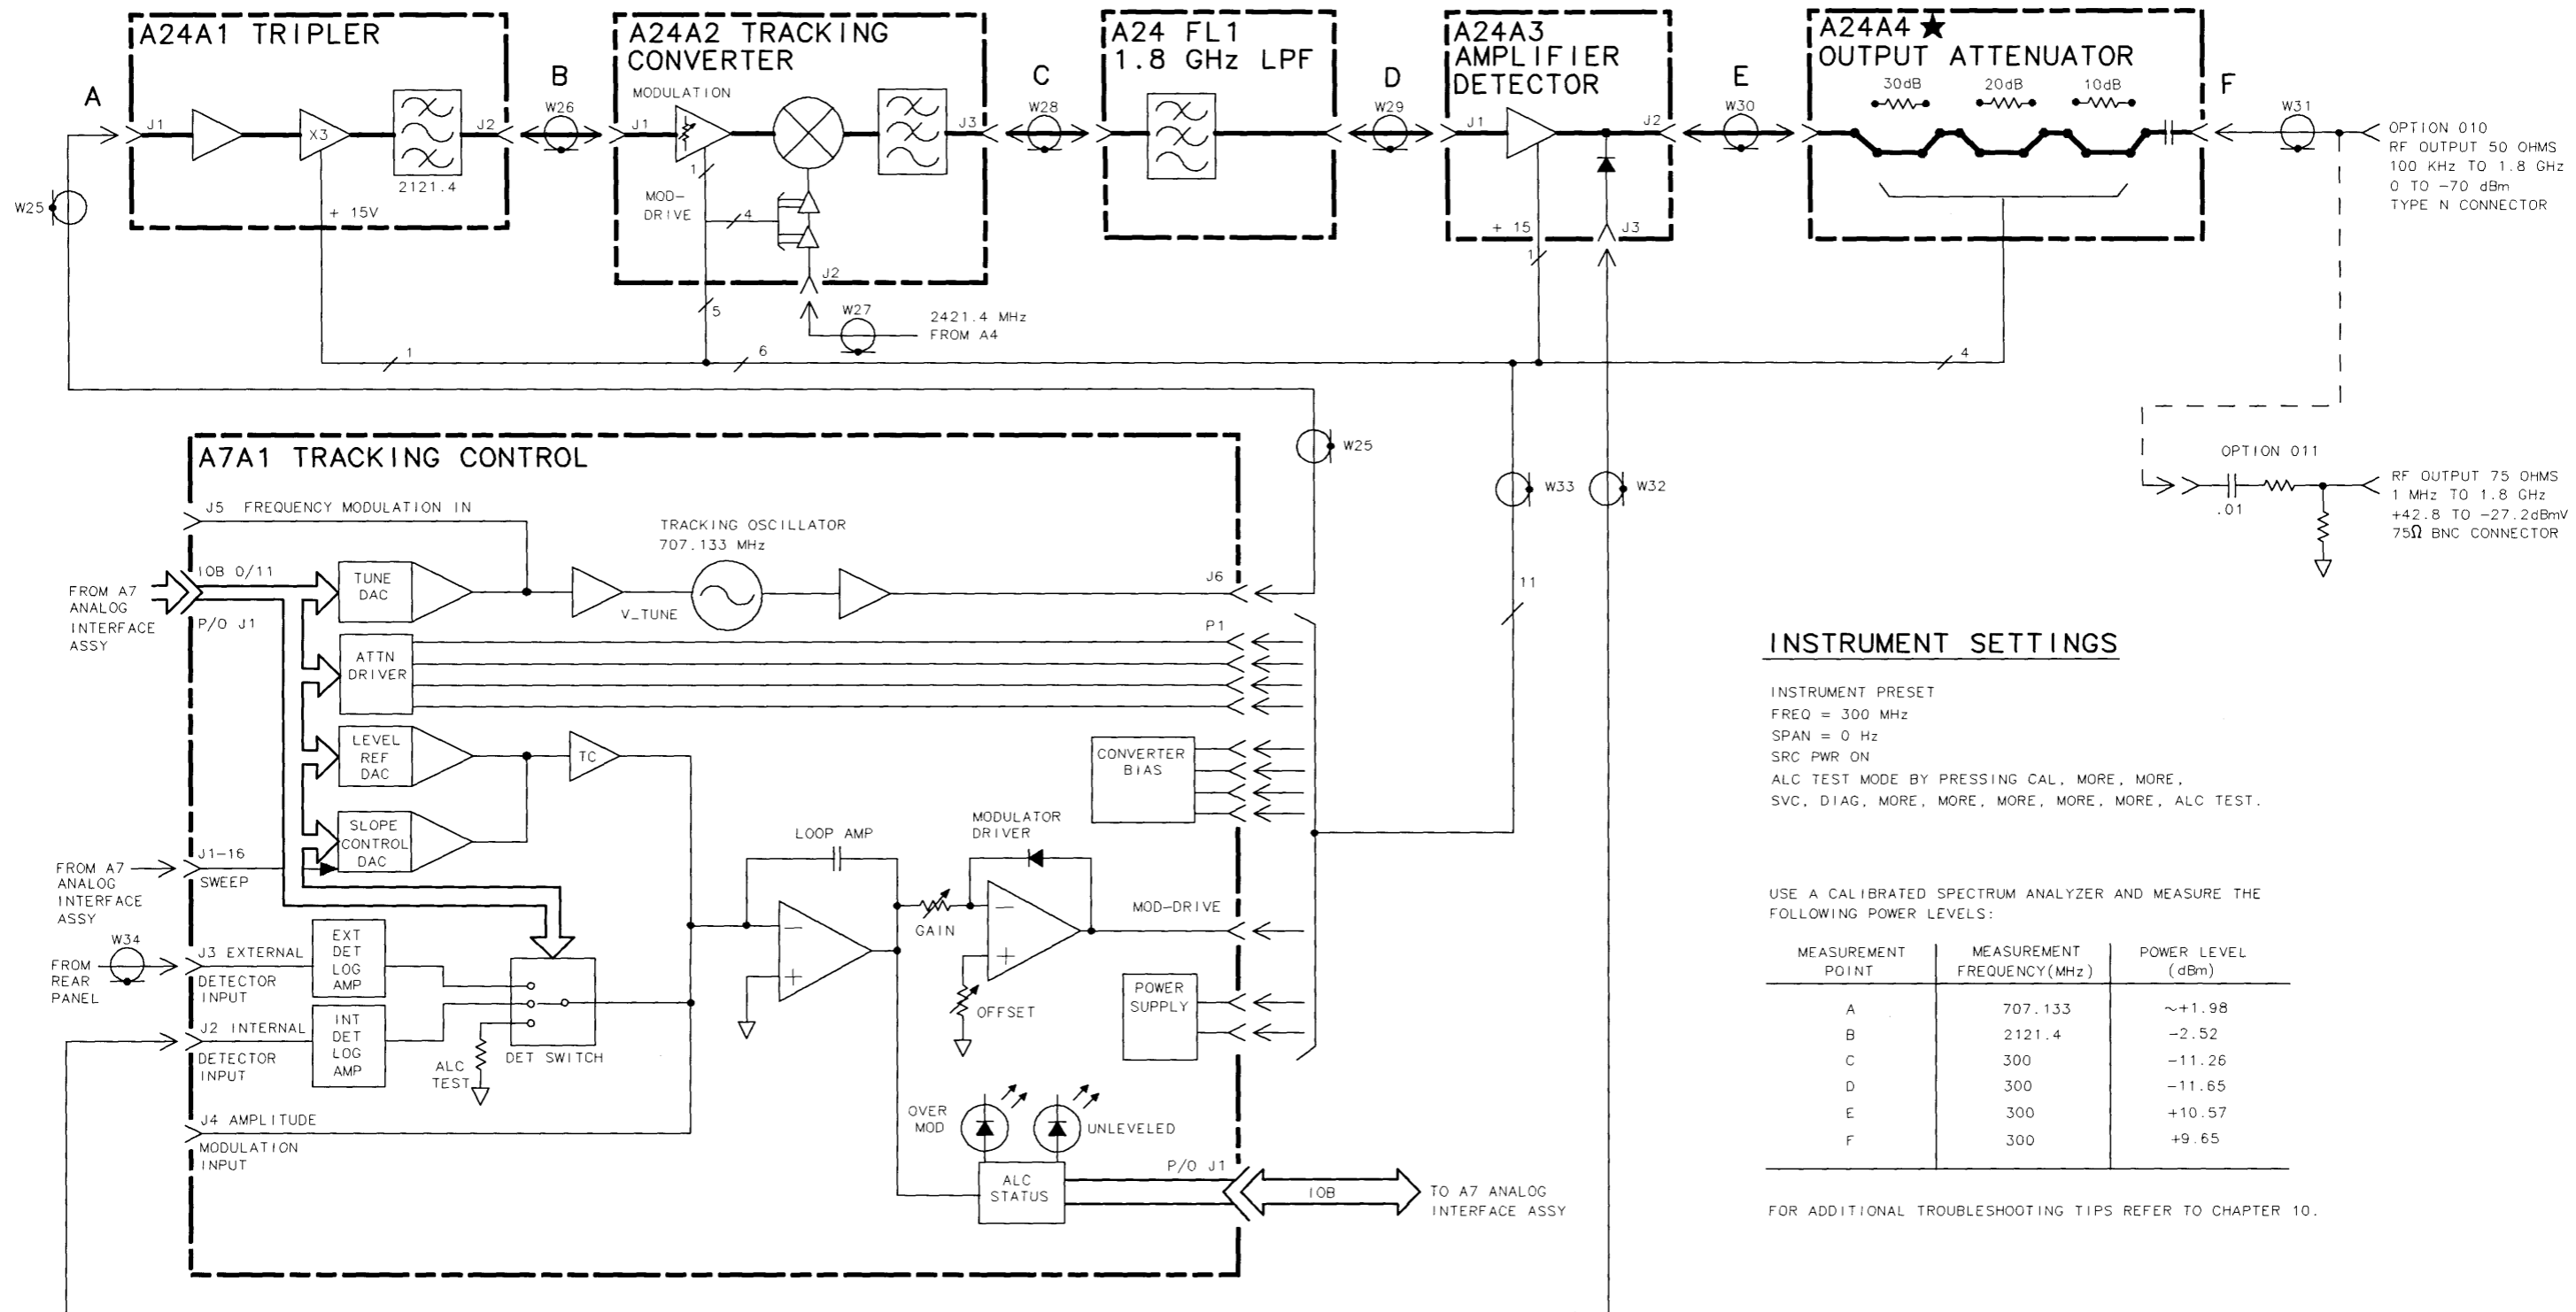 A24A1 TRIPLER
A
J1
X3
J2
2121.4
+ 15V
W25
B
W26
A24A2 TRACKING
CONVERTER
MODULATION
J1
J3
1
MOD-
DRIVE
4
J2
5
W27
2421.4 MHz
FROM A4
1
6
C
W28
A24 FL1
1.8 GHz LPF
D
W29
A24A3
AMPLIFIER
DETECTOR
J1
J2
+ 15
J3
1
E
W30
A24A4 ★
OUTPUT ATTENUATOR
30dB
20dB
10dB
4
F
W31
OPTION 010
RF OUTPUT 50 OHMS
100 KHz TO 1.8 GHz
0 TO -70 dBm
TYPE N CONNECTOR
OPTION 011
.01
RF OUTPUT 75 OHMS
1 MHz TO 1.8 GHz
+42.8 TO -27.2dBmV
75Ω BNC CONNECTOR
W25
W33
W32
11
A7A1 TRACKING CONTROL
J5 FREQUENCY MODULATION IN
TRACKING OSCILLATOR
707.133 MHz
FROM A7
ANALOG
INTERFACE
ASSY
IOB 0/11
P/O J1
TUNE
DAC
V_TUNE
J6
P1
ATTN
DRIVER
LEVEL
REF
DAC
TC
CONVERTER
BIAS
SLOPE
CONTROL
DAC
FROM A7
ANALOG
INTERFACE
ASSY
J1-16
SWEEP
LOOP AMP
MODULATOR
DRIVER
GAIN
MOD-DRIVE
OFFSET
POWER
SUPPLY
W34
FROM
REAR
PANEL
J3 EXTERNAL
DETECTOR
INPUT
EXT
DET
LOG
AMP
J2 INTERNAL
DETECTOR
INPUT
INT
DET
LOG
AMP
ALC
TEST
DET SWITCH
J4 AMPLITUDE
MODULATION
INPUT
OVER
MOD
UNLEVELED
ALC
STATUS
P/O J1
IOB
TO A7 ANALOG
INTERFACE ASSY
INSTRUMENT SETTINGS
INSTRUMENT PRESET
FREQ = 300 MHz
SPAN = 0 Hz
SRC PWR ON
ALC TEST MODE BY PRESSING CAL, MORE, MORE,
SVC, DIAG, MORE, MORE, MORE, MORE, MORE, ALC TEST.
USE A CALIBRATED SPECTRUM ANALYZER AND MEASURE THE
FOLLOWING POWER LEVELS:
MEASUREMENT POINT MEASUREMENT FREQUENCY(MHz) POWER LEVEL (dBm)
A 707.133 ~+1.98
B 2121.4 -2.52
C 300 -11.26
D 300 -11.65
E 300 +10.57
F 300 +9.65
FOR ADDITIONAL TROUBLESHOOTING TIPS REFER TO CHAPTER 10.